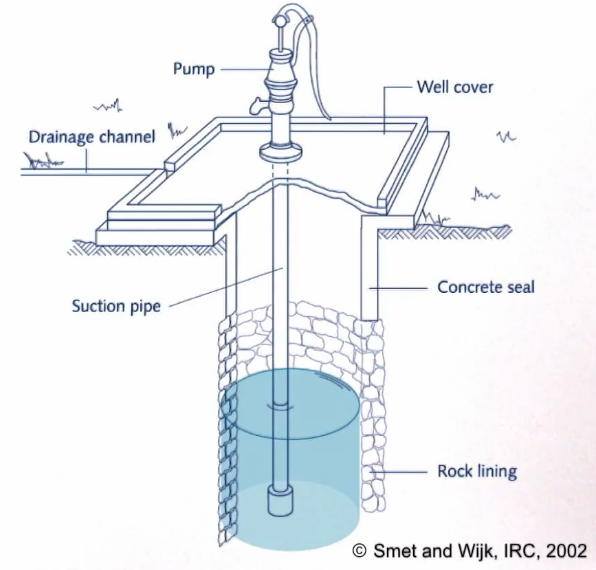 Pump
Well cover
Drainage channel
Suction pipe
Concrete seal
Rock lining
© Smet and Wijk, IRC, 2002